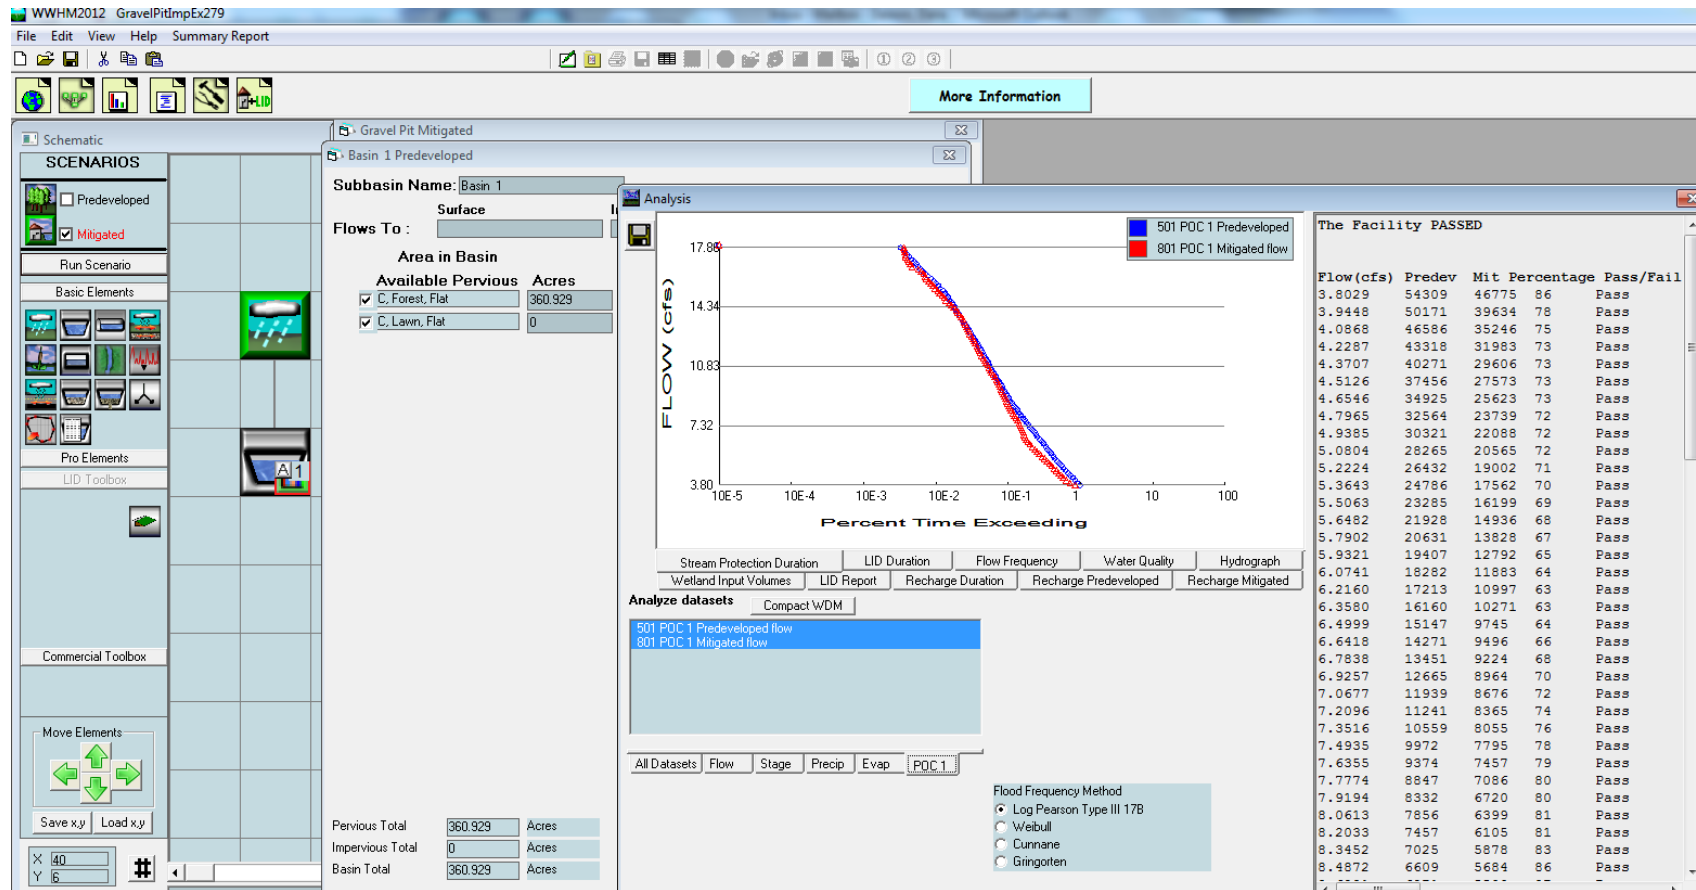 WWHM2012 GravelPitImpEx279
File Edit View Help Summary Report
More Information
Schematic
SCENARIOS
Predeveloped
Mitigated
Run Scenario
Basic Elements
Pro Elements
LID Toolbox
Commercial Toolbox
Move Elements
Save x,y Load x,y
X 40
Y 6
A 1
Gravel Pit Mitigated
Basin 1 Predeveloped
Subbasin Name: Basin 1
Surface
Flows To :
Area in Basin
Available Pervious Acres
C, Forest, Flat 360.929
C, Lawn, Flat 0
Pervious Total 360.929 Acres
Impervious Total 0 Acres
Basin Total 360.929 Acres
Analysis
501 POC 1 Predeveloped
801 POC 1 Mitigated flow
FLOW (cfs)
17.88
14.34
10.83
7.32
3.80
10E-5 10E-4 10E-3 10E-2 10E-1 1 10 100
Percent Time Exceeding
Stream Protection Duration LID Duration Flow Frequency Water Quality Hydrograph
Wetland Input Volumes LID Report Recharge Duration Recharge Predeveloped Recharge Mitigated
Analyze datasets Compact WDM
501 POC 1 Predeveloped flow
801 POC 1 Mitigated flow
All Datasets Flow Stage Precip Evap POC 1
Flood Frequency Method
Log Pearson Type III 17B
Weibull
Cunnane
Gringorten
The Facility PASSED
Flow(cfs) Predev Mit Percentage Pass/Fail
3.8029 54309 46775 86 Pass
3.9448 50171 39634 78 Pass
4.0868 46586 35246 75 Pass
4.2287 43318 31983 73 Pass
4.3707 40271 29606 73 Pass
4.5126 37456 27573 73 Pass
4.6546 34925 25623 73 Pass
4.7965 32564 23739 72 Pass
4.9385 30321 22088 72 Pass
5.0804 28265 20565 72 Pass
5.2224 26432 19002 71 Pass
5.3643 24786 17562 70 Pass
5.5063 23285 16199 69 Pass
5.6482 21928 14936 68 Pass
5.7902 20631 13828 67 Pass
5.9321 19407 12792 65 Pass
6.0741 18282 11883 64 Pass
6.2160 17213 10997 63 Pass
6.3580 16160 10271 63 Pass
6.4999 15147 9745 64 Pass
6.6418 14271 9496 66 Pass
6.7838 13451 9224 68 Pass
6.9257 12665 8964 70 Pass
7.0677 11939 8676 72 Pass
7.2096 11241 8365 74 Pass
7.3516 10559 8055 76 Pass
7.4935 9972 7795 78 Pass
7.6355 9374 7457 79 Pass
7.7774 8847 7086 80 Pass
7.9194 8332 6720 80 Pass
8.0613 7856 6399 81 Pass
8.2033 7457 6105 81 Pass
8.3452 7025 5878 83 Pass
8.4872 6609 5684 86 Pass